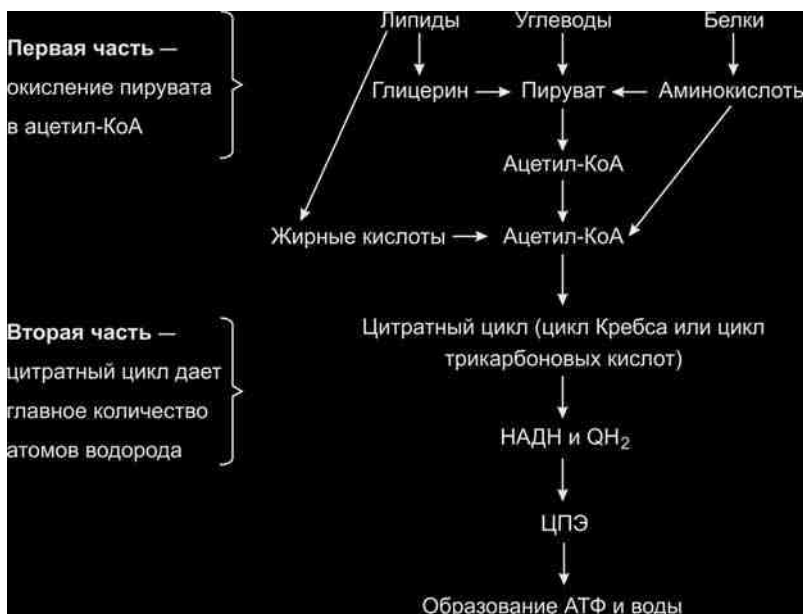 Липиды Углеводы Белки
Первая часть —
окисление пирувата
в ацетил-КоА
Глицерин Пируват Аминокислоть
Ацетил-КоА
Жирные кислоты Ацетил-КоА
Вторая часть —
цитратный цикл дает
главное количество
атомов водорода
Цитратный цикл (цикл Кребса или цикл
трикарбоновых кислот)
НАДН и QH₂
ЦПЭ
Образование АТФ и воды